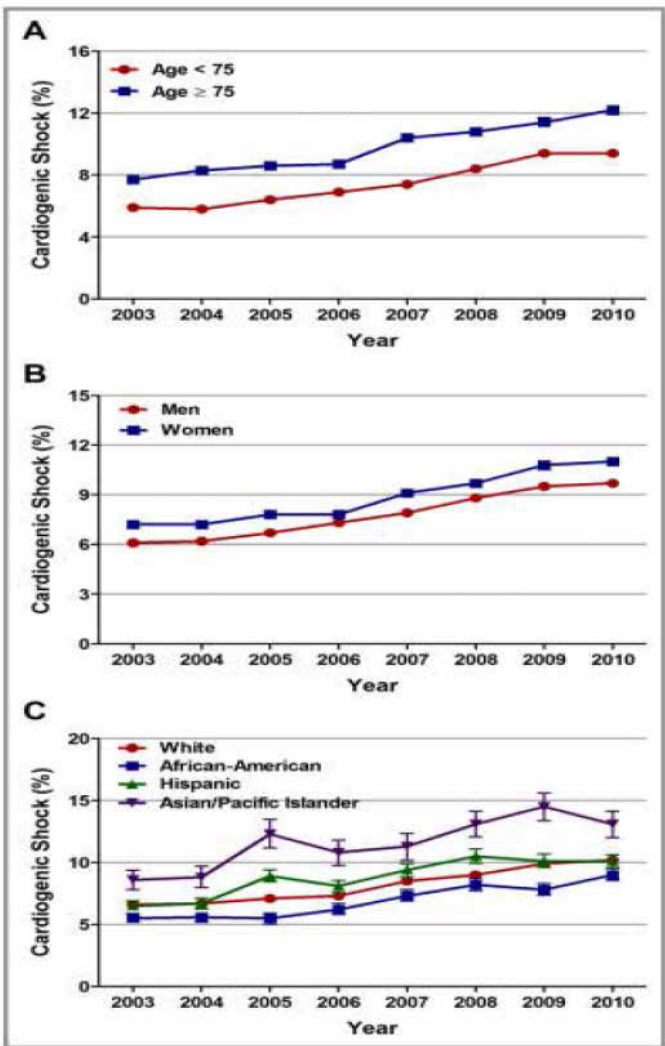 A
16
Age < 75
Age ≥ 75
12
8
4
0
Cardiogenic Shock (%)
2003 2004 2005 2006 2007 2008 2009 2010
Year
B
15
Men
Women
12
9
6
3
0
Cardiogenic Shock (%)
2003 2004 2005 2006 2007 2008 2009 2010
Year
C
20
White
African-American
Hispanic
Asian/Pacific Islander
15
10
5
0
Cardiogenic Shock (%)
2003 2004 2005 2006 2007 2008 2009 2010
Year